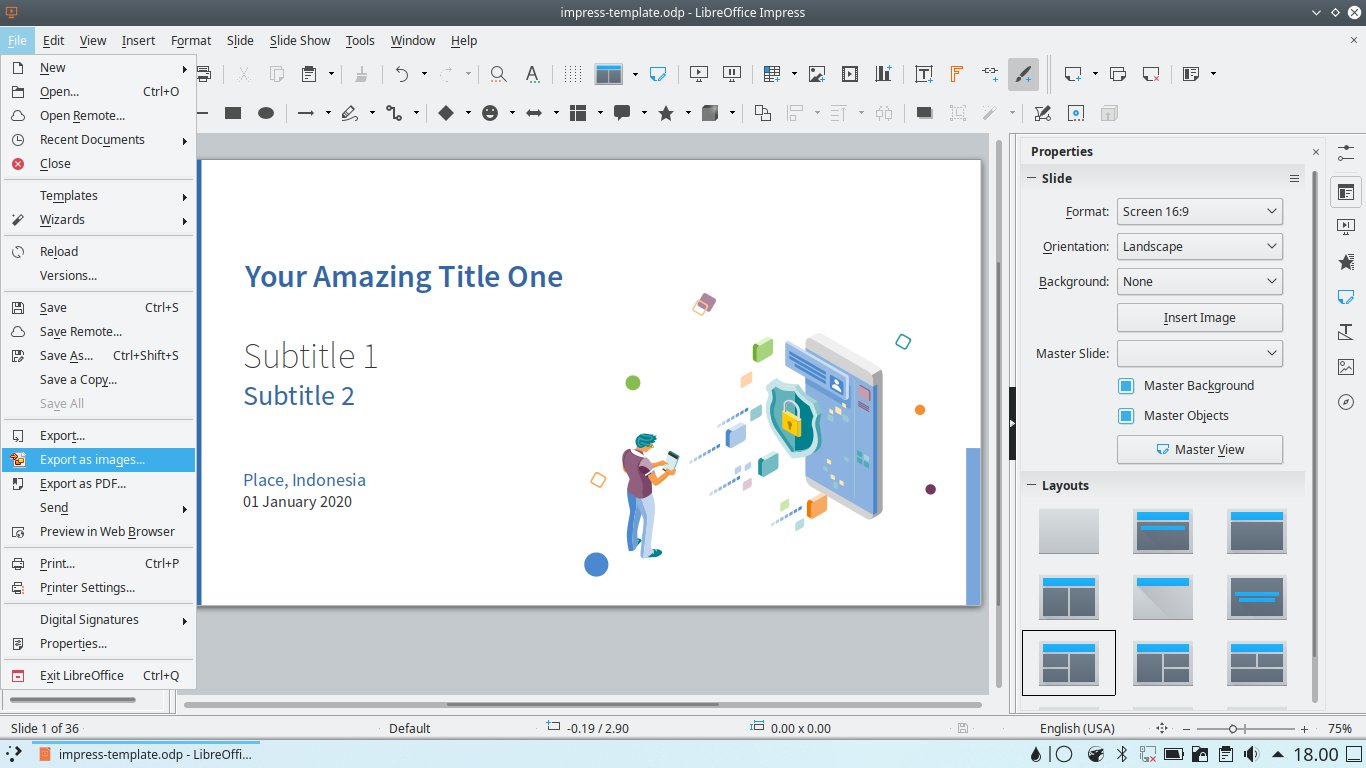 impress-template.odp - LibreOffice Impress
File Edit View Insert Format Slide Slide Show Tools Window Help
New
Open... Ctrl+O
Open Remote...
Recent Documents
Close
Templates
Wizards
Reload
Versions...
Save Ctrl+S
Save Remote...
Save As... Ctrl+Shift+S
Save a Copy...
Save All
Export...
Export as images...
Export as PDF...
Send
Preview in Web Browser
Print... Ctrl+P
Printer Settings...
Digital Signatures
Properties...
Exit LibreOffice Ctrl+Q
Your Amazing Title One
Subtitle 1
Subtitle 2
Place, Indonesia
01 January 2020
Properties
Slide
Format: Screen 16:9
Orientation: Landscape
Background: None
Insert Image
Master Slide:
Master Background
Master Objects
Master View
Layouts
Slide 1 of 36 Default -0.19 / 2.90 0.00 x 0.00 English (USA) 75%
impress-template.odp - LibreOffi... 18.00